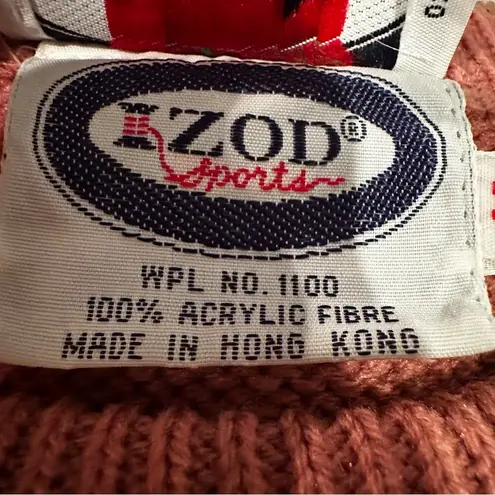 IZOD®
Sports
WPL NO. 1100
100% ACRYLIC FIBRE
MADE IN HONG KONG